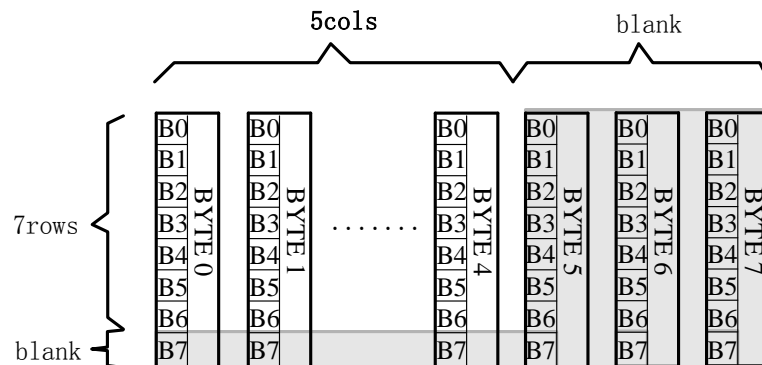 5cols blank
B0 B0 B0 B0 B0 B0
B1 B1 B1 B1 B1 B1
B2 B2 B2 B2 B2 B2
7rows B3 B3 ....... B3 B3 B3 B3
B4 B4 B4 B4 B4 B4
B5 B5 B5 B5 B5 B5
B6 B6 B6 B6 B6 B6
blank B7 B7 B7 B7 B7 B7
BYTE 0
BYTE 1
BYTE 4
BYTE 5
BYTE 6
BYTE 7